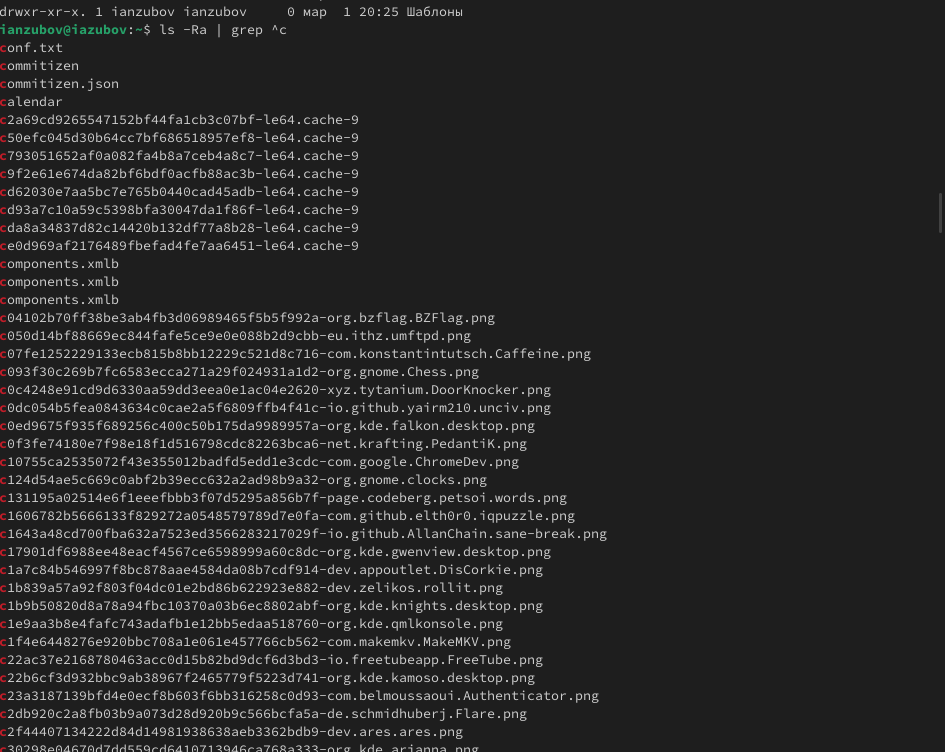 drwxr-xr-x. 1 ianzubov ianzubov     0 мар  1 20:25 Шаблоны
ianzubov@iazubov:~$ ls -Ra | grep ^c
conf.txt
commitizen
commitizen.json
calendar
c2a69cd9265547152bf44fa1cb3c07bf-le64.cache-9
c50efc045d30b64cc7bf686518957ef8-le64.cache-9
c793051652af0a082fa4b8a7ceb4a8c7-le64.cache-9
c9f2e61e674da82bf6bdf0acfb88ac3b-le64.cache-9
cd62030e7aa5bc7e765b0440cad45adb-le64.cache-9
cd93a7c10a59c5398bfa30047da1f86f-le64.cache-9
cda8a34837d82c14420b132df77a8b28-le64.cache-9
ce0d969af2176489fbefad4fe7aa6451-le64.cache-9
components.xmlb
components.xmlb
components.xmlb
c04102b70ff38be3ab4fb3d06989465f5b5f992a-org.bzflag.BZFlag.png
c050d14bf88669ec844fafe5ce9e0e088b2d9cbb-eu.ithz.umftpd.png
c07fe1252229133ecb815b8bb12229c521d8c716-com.konstantintutsch.Caffeine.png
c093f30c269b7fc6583ecca271a29f024931a1d2-org.gnome.Chess.png
c0c4248e91cd9d6330aa59dd3eea0e1ac04e2620-xyz.tytanium.DoorKnocker.png
c0dc054b5fea0843634c0cae2a5f6809ffb4f41c-io.github.yairm210.unciv.png
c0ed9675f935f689256c400c50b175da9989957a-org.kde.falkon.desktop.png
c0f3fe74180e7f98e18f1d516798cdc82263bca6-net.krafting.PedantiK.png
c10755ca2535072f43e355012badfd5edd1e3cdc-com.google.ChromeDev.png
c124d54ae5c669c0abf2b39ecc632a2ad98b9a32-org.gnome.clocks.png
c131195a02514e6f1eeefbbb3f07d5295a856b7f-page.codeberg.petsoi.words.png
c1606782b5666133f829272a0548579789d7e0fa-com.github.elth0r0.iqpuzzle.png
c1643a48cd700fba632a7523ed3566283217029f-io.github.AllanChain.sane-break.png
c17901df6988ee48eacf4567ce6598999a60c8dc-org.kde.gwenview.desktop.png
c1a7c84b546997f8bc878aae4584da08b7cdf914-dev.appoutlet.DisCorkie.png
c1b839a57a92f803f04dc01e2bd86b622923e882-dev.zelikos.rollit.png
c1b9b50820d8a78a94fbc10370a03b6ec8802abf-org.kde.knights.desktop.png
c1e9aa3b8e4fafc743adafb1e12bb5edaa518760-org.kde.qmlkonsole.png
c1f4e6448276e920bbc708a1e061e457766cb562-com.makemkv.MakeMKV.png
c22ac37e2168780463acc0d15b82bd9dcf6d3bd3-io.freetubeapp.FreeTube.png
c22b6cf3d932bbc9ab38967f2465779f5223d741-org.kde.kamoso.desktop.png
c23a3187139bfd4e0ecf8b603f6bb316258c0d93-com.belmoussaoui.Authenticator.png
c2db920c2a8fb03b9a073d28d920b9c566bcfa5a-de.schmidhuberj.Flare.png
c2f44407134222d84d14981938638aeb3362bdb9-dev.ares.ares.png
c30298e04670d7dd559cd6410713946ca768a333-org.kde.arianna.png